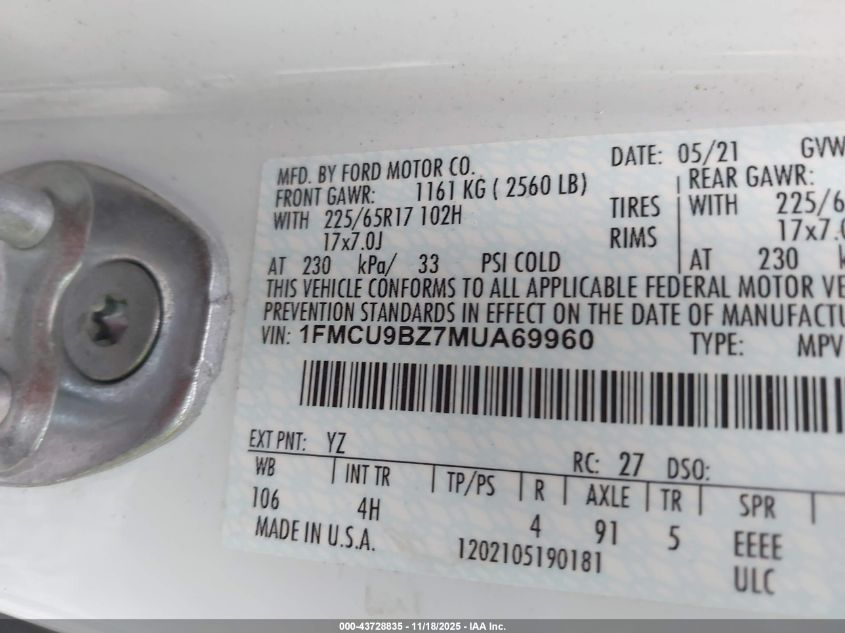 MFD. BY FORD MOTOR CO. DATE: 05/21 GVW
FRONT GAWR: 1161 KG ( 2560 LB) REAR GAWR:
WITH 225/65R17 102H TIRES WITH 225/6
17x7.0J RIMS 17x7.0
AT 230 kPa/ 33 PSI COLD AT 230 k
THIS VEHICLE CONFORMS TO ALL APPLICABLE FEDERAL MOTOR VE
PREVENTION STANDARDS IN EFFECT ON THE DATE OF MANUFACTU
VIN: 1FMCU9BZ7MUA69960 TYPE: MPV
EXT PNT: YZ RC: 27 DSO:
WB INT TR TP/PS R AXLE TR SPR
106 4H 4 91 5 EEEE
MADE IN U.S.A. 1202105190181 ULC
000-43728835 - 11/18/2025 - IAA Inc.